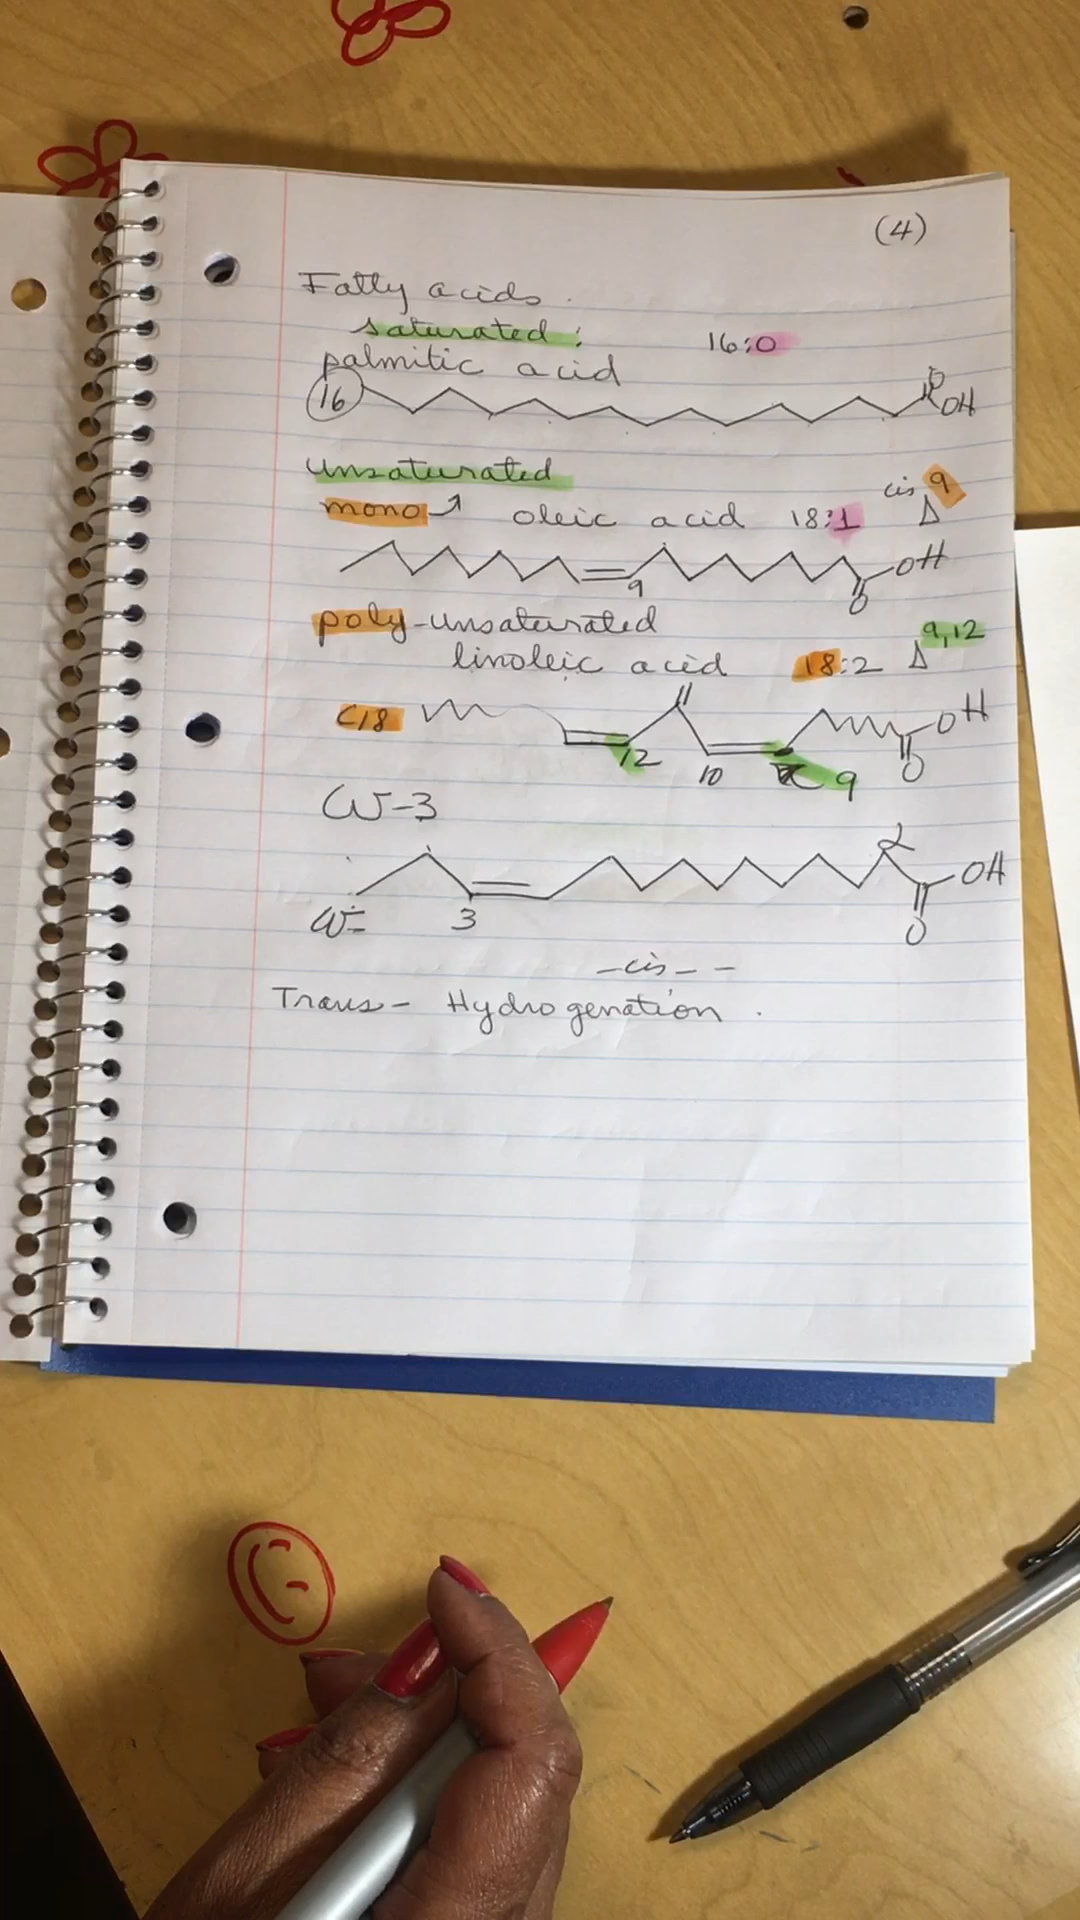 (4)
Fatty acids.
saturated: 16:0
palmitic acid
16 O OH
unsaturated
mono oleic acid 18:1 cis Δ 9
9 OH
O
poly-unsaturated
linoleic acid 18:2 Δ 9,12
C18 OH
12 10 9 O
ω-3
α OH
ω= 3 O
-cis- -
Trans- Hydrogenation.